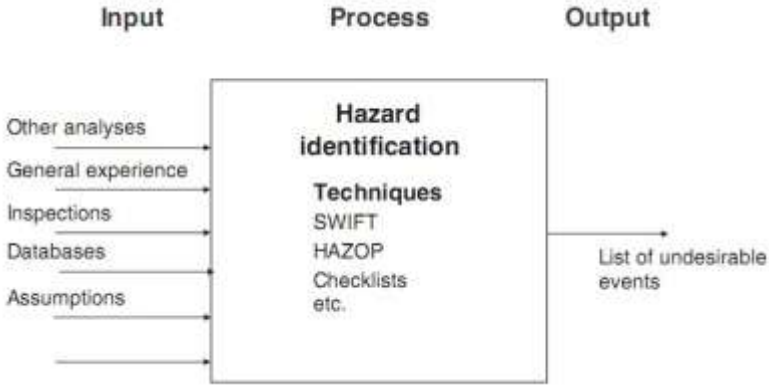 Input Process Output
Hazard
identification
Other analyses
General experience
Inspections
Databases
Assumptions
Techniques
SWIFT
HAZOP
Checklists
etc.
List of undesirable
events